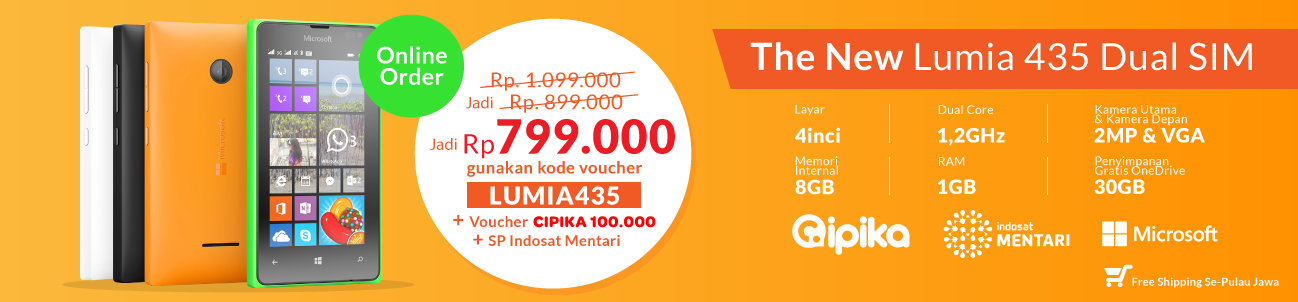 Microsoft
Online
Order
Rp. 1.099.000
Jadi Rp. 899.000
Jadi Rp799.000
gunakan kode voucher
LUMIA435
+ Voucher CIPIKA 100.000
+ SP Indosat Mentari
The New Lumia 435 Dual SIM
Layar
4inci
Dual Core
1,2GHz
Kamera Utama
& Kamera Depan
2MP & VGA
Memori
Internal
8GB
RAM
1GB
Penyimpanan
Gratis OneDrive
30GB
Cipika
indosat
MENTARI
Microsoft
Free Shipping Se-Pulau Jawa